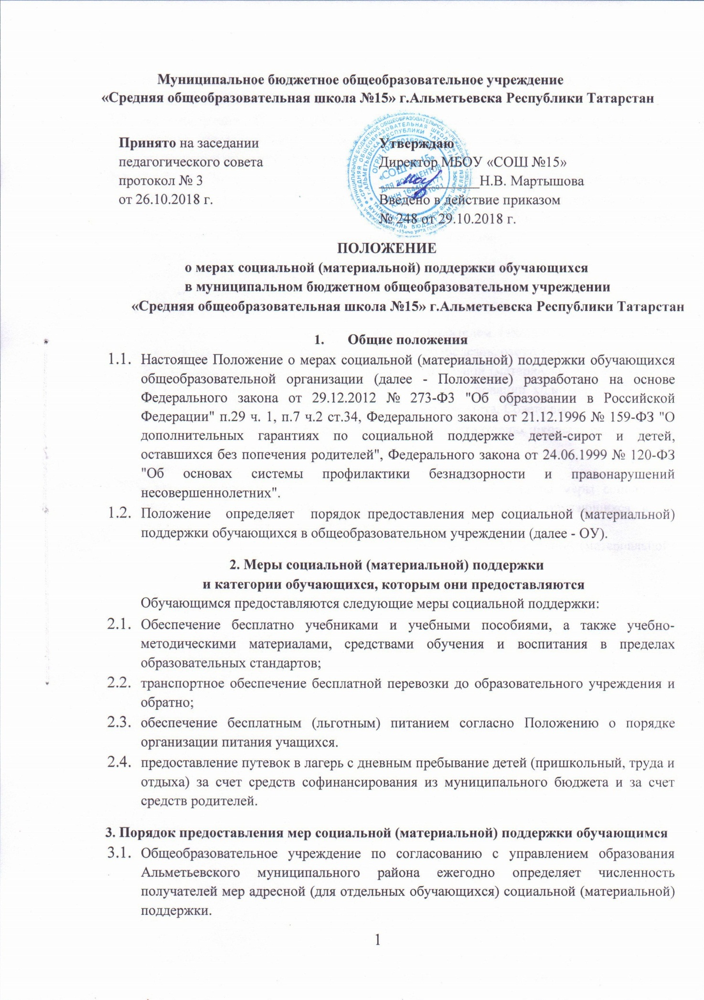 Муниципальное бюджетное общеобразовательное учреждение
«Средняя общеобразовательная школа №15» г.Альметьевска Республики Татарстан
Принято на заседании
педагогического совета
протокол № 3
от 26.10.2018 г.
Утверждаю
Директор МБОУ «СОШ №15»
_______________Н.В. Мартышова
Введено в действие приказом
№ 248 от 29.10.2018 г.
«СОШ № 15»
ДЛЯ ДОКУМЕНТОВ
ПОЛОЖЕНИЕ
о мерах социальной (материальной) поддержки обучающихся
в муниципальном бюджетном общеобразовательном учреждении
«Средняя общеобразовательная школа №15» г.Альметьевска Республики Татарстан
1. Общие положения
1.1. Настоящее Положение о мерах социальной (материальной) поддержки обучающихся
общеобразовательной организации (далее - Положение) разработано на основе
Федерального закона от 29.12.2012 № 273-ФЗ "Об образовании в Российской
Федерации" п.29 ч. 1, п.7 ч.2 ст.34, Федерального закона от 21.12.1996 № 159-ФЗ "О
дополнительных гарантиях по социальной поддержке детей-сирот и детей,
оставшихся без попечения родителей", Федерального закона от 24.06.1999 № 120-ФЗ
"Об основах системы профилактики безнадзорности и правонарушений
несовершеннолетних".
1.2. Положение определяет порядок предоставления мер социальной (материальной)
поддержки обучающихся в общеобразовательном учреждении (далее - ОУ).
2. Меры социальной (материальной) поддержки
и категории обучающихся, которым они предоставляются
Обучающимся предоставляются следующие меры социальной поддержки:
2.1. Обеспечение бесплатно учебниками и учебными пособиями, а также учебно-
методическими материалами, средствами обучения и воспитания в пределах
образовательных стандартов;
2.2. транспортное обеспечение бесплатной перевозки до образовательного учреждения и
обратно;
2.3. обеспечение бесплатным (льготным) питанием согласно Положению о порядке
организации питания учащихся.
2.4. предоставление путевок в лагерь с дневным пребывание детей (пришкольный, труда и
отдыха) за счет средств софинансирования из муниципального бюджета и за счет
средств родителей.
3. Порядок предоставления мер социальной (материальной) поддержки обучающимся
3.1. Общеобразовательное учреждение по согласованию с управлением образования
Альметьевского муниципального района ежегодно определяет численность
получателей мер адресной (для отдельных обучающихся) социальной (материальной)
поддержки.
1